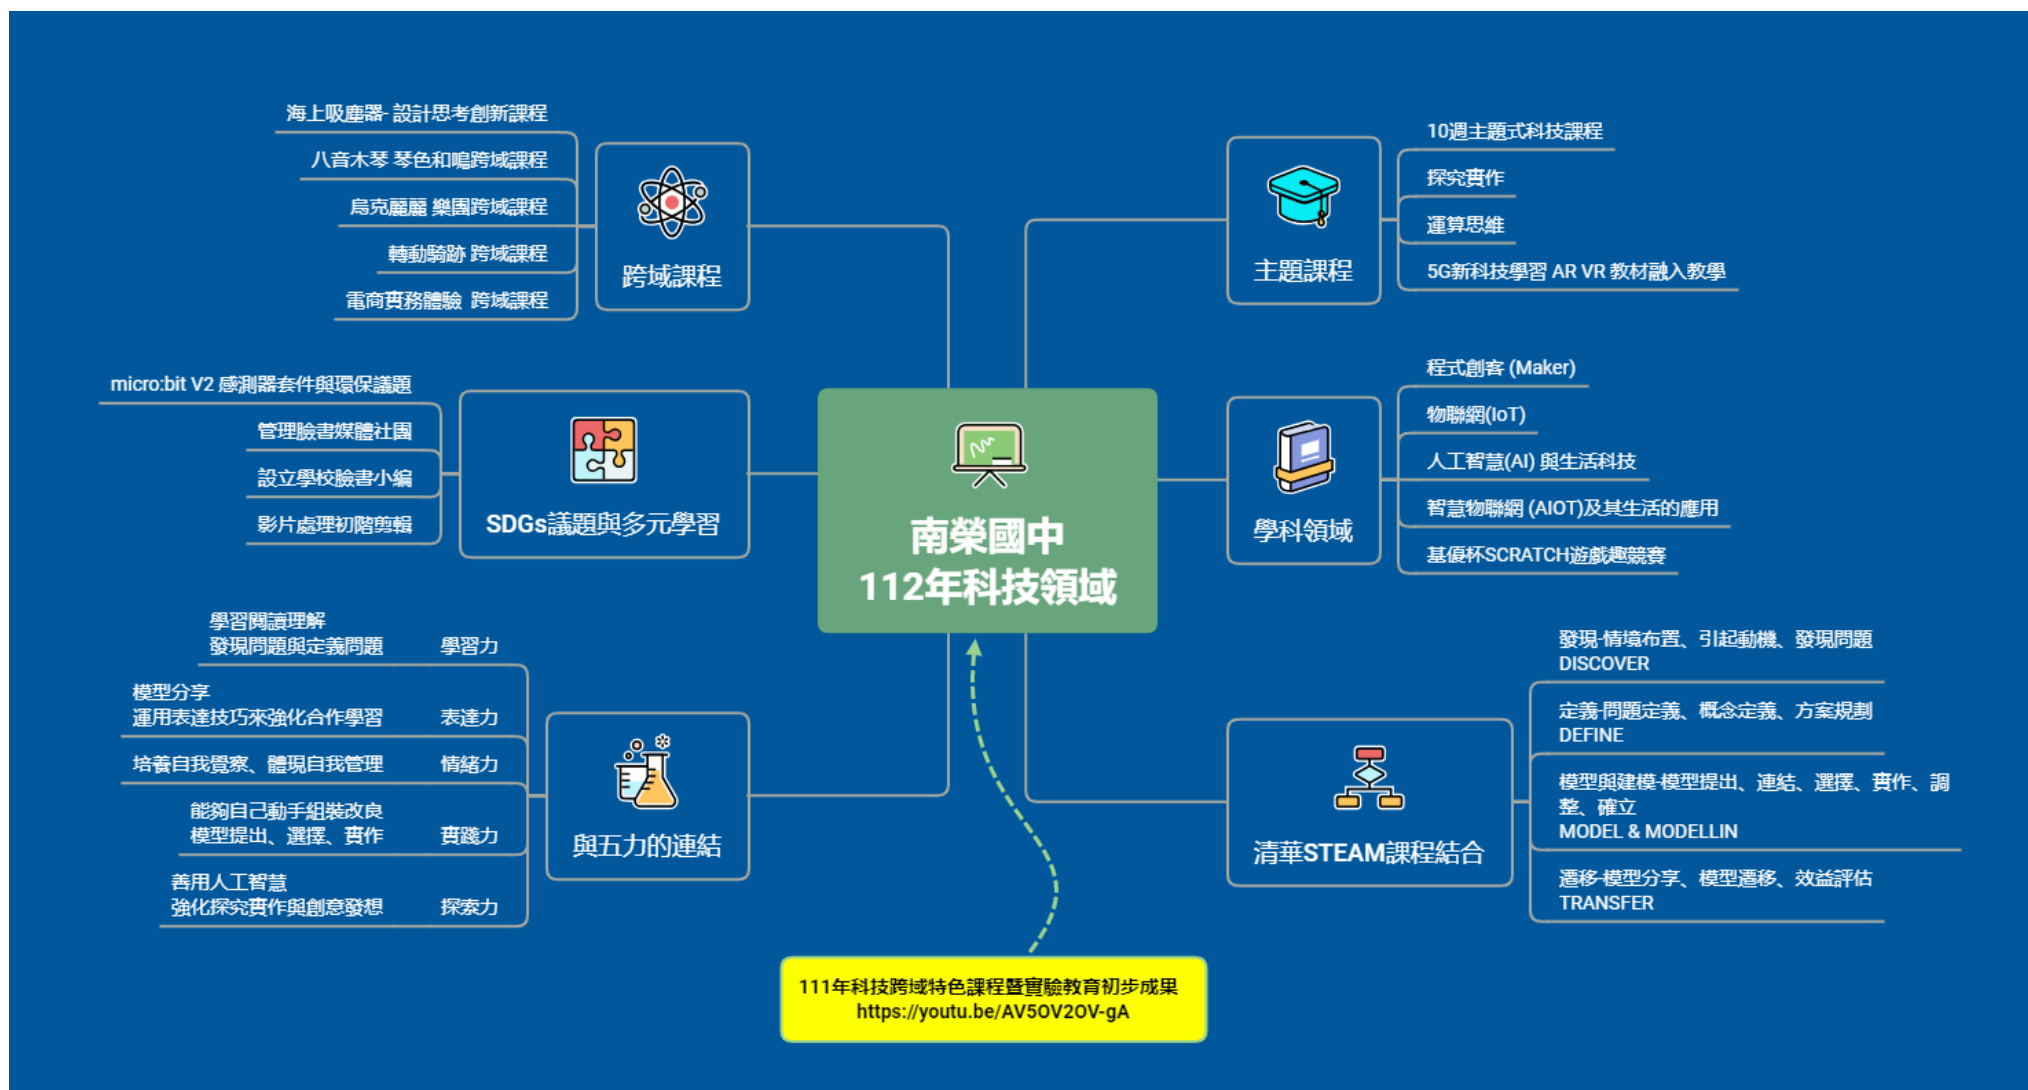 海上吸塵器- 設計思考創新課程
八音木琴 琴色和鳴跨域課程
烏克麗麗 樂團跨域課程
轉動騎跡 跨域課程
電商實務體驗 跨域課程
跨域課程
micro:bit V2 感測器套件與環保議題
管理臉書媒體社團
設立學校臉書小編
影片處理初階剪輯
SDGs議題與多元學習
學習閱讀理解
發現問題與定義問題
學習力
模型分享
運用表達技巧來強化合作學習
表達力
培養自我覺察、體現自我管理
情緒力
能夠自己動手組裝改良
模型提出、選擇、實作
實踐力
善用人工智慧
強化探究實作與創意發想
探索力
與五力的連結
南榮國中
112年科技領域
主題課程
10週主題式科技課程
探究實作
運算思維
5G新科技學習 AR VR 教材融入教學
學科領域
程式創客 (Maker)
物聯網(IoT)
人工智慧(AI) 與生活科技
智慧物聯網 (AIOT)及其生活的應用
基優杯SCRATCH遊戲趣競賽
清華STEAM課程結合
發現-情境布置、引起動機、發現問題
DISCOVER
定義-問題定義、概念定義、方案規劃
DEFINE
模型與建模-模型提出、連結、選擇、實作、調
整、確立
MODEL & MODELLIN
遷移-模型分享、模型遷移、效益評估
TRANSFER
111年科技跨域特色課程暨實驗教育初步成果
https://youtu.be/AV5OV2OV-gA